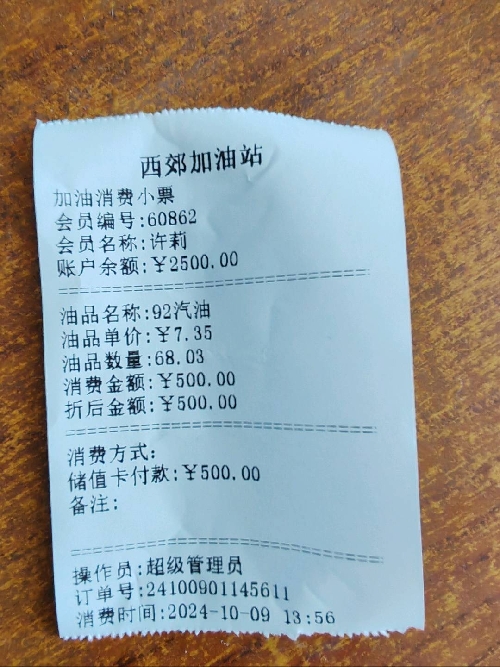 西郊加油站
加油消费小票
会员编号:60862
会员名称:许莉
账户余额:¥2500.00
油品名称:92汽油
油品单价:¥7.35
油品数量:68.03
消费金额:¥500.00
折后金额:¥500.00
消费方式:
储值卡付款:¥500.00
备注:
操作员:超级管理员
订单号:24100901145611
消费时间:2024-10-09 13:56